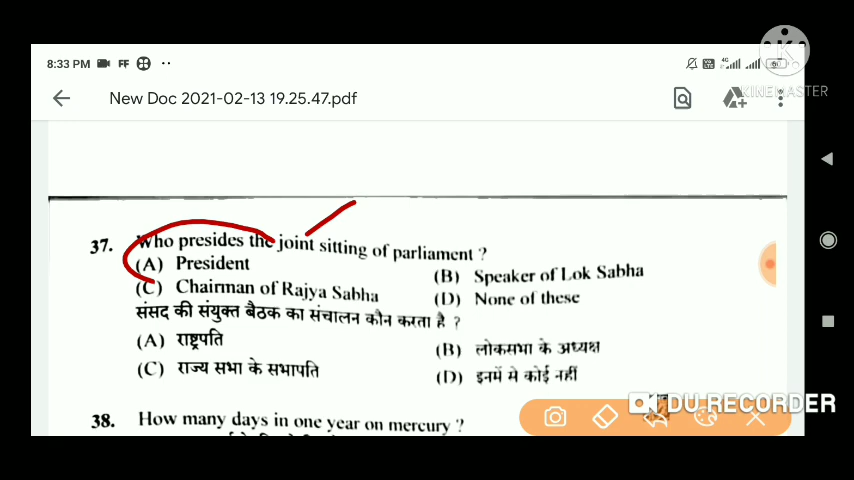 8:33 PM FF
KINEMASTER
New Doc 2021-02-13 19.25.47.pdf
37. Who presides the joint sitting of parliament ?
(A) President
(B) Speaker of Lok Sabha
(C) Chairman of Rajya Sabha
(D) None of these
संसद की संयुक्त बैठक का संचालन कौन करता है ?
(A) राष्ट्रपति
(B) लोकसभा के अध्यक्ष
(C) राज्य सभा के सभापति
(D) इनमें मे कोई नहीं
DU RECORDER
38. How many days in one year on mercury ?